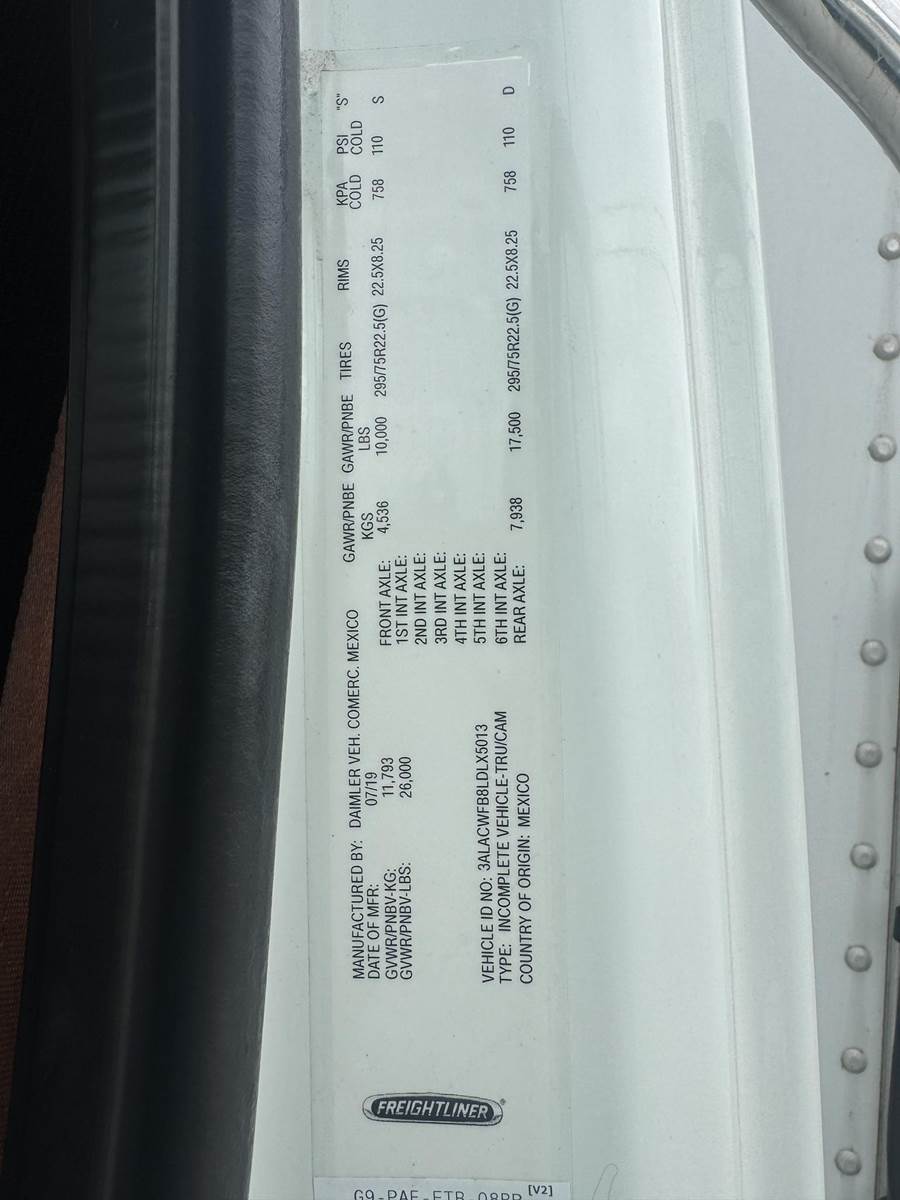 MANUFACTURED BY: DAIMLER VEH. COMERC. MEXICO
DATE OF MFR: 07/19
GVWR/PNBV-KG: 11,793
GVWR/PNBV-LBS: 26,000
VEHICLE ID NO: 3ALACWFB8LDLX5013
TYPE: INCOMPLETE VEHICLE-TRU/CAM
COUNTRY OF ORIGIN: MEXICO
GAWR/PNBE GAWR/PNBE TIRES RIMS KPA PSI "S"
KGS LBS COLD COLD
FRONT AXLE: 4,536 10,000 295/75R22.5(G) 22.5X8.25 758 110 S
1ST INT AXLE:
2ND INT AXLE:
3RD INT AXLE:
4TH INT AXLE:
5TH INT AXLE:
6TH INT AXLE:
REAR AXLE: 7,938 17,500 295/75R22.5(G) 22.5X8.25 758 110 D
FREIGHTLINER
[V2]